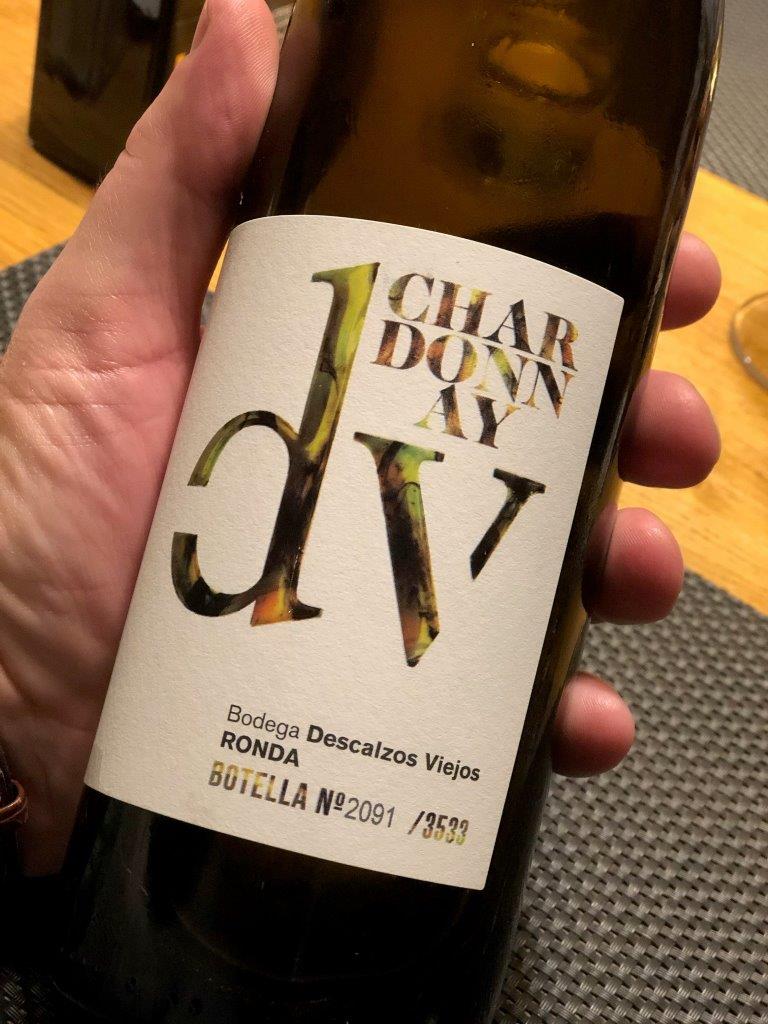 CHAR
DONN
AY
dv
Bodega Descalzos Viejos
RONDA
BOTELLA Nº2091 /3533